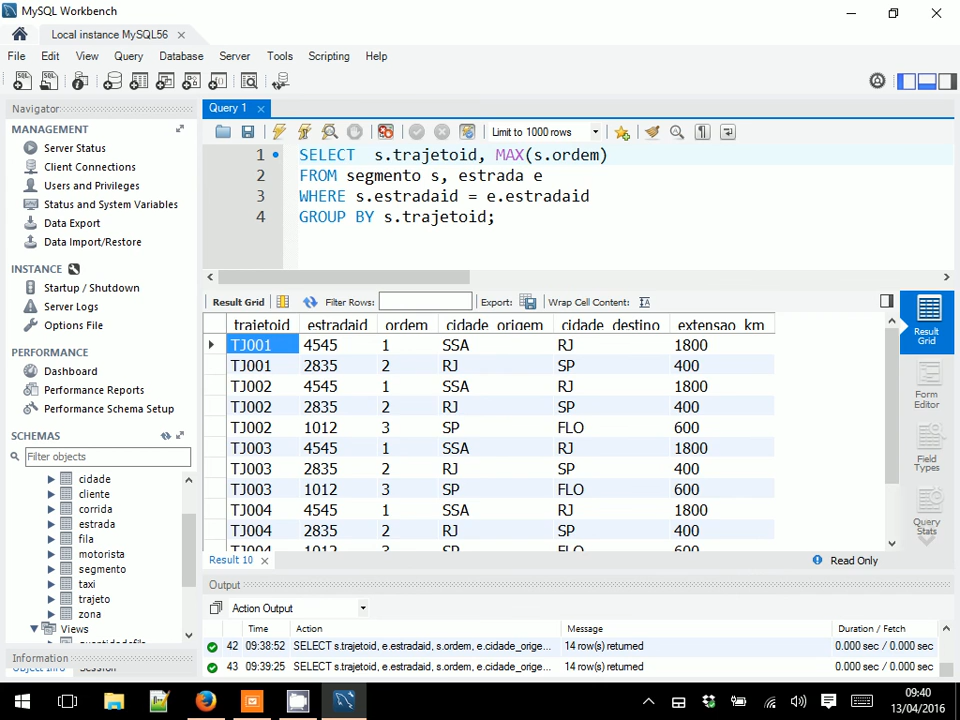 MySQL Workbench
Local instance MySQL56 ×
File Edit View Query Database Server Tools Scripting Help
Navigator
MANAGEMENT
Server Status
Client Connections
Users and Privileges
Status and System Variables
Data Export
Data Import/Restore
INSTANCE
Startup / Shutdown
Server Logs
Options File
PERFORMANCE
Dashboard
Performance Reports
Performance Schema Setup
SCHEMAS
Filter objects
cidade
cliente
corrida
estrada
fila
motorista
segmento
taxi
trajeto
zona
Views
Information
Query 1 ×
Limit to 1000 rows
1 SELECT s.trajetoid, MAX(s.ordem)
2 FROM segmento s, estrada e
3 WHERE s.estradaid = e.estradaid
4 GROUP BY s.trajetoid;
Result Grid Filter Rows: Export: Wrap Cell Content:
trajetoid estradaid ordem cidade_origem cidade_destino extensao_km
TJ001 4545 1 SSA RJ 1800
TJ001 2835 2 RJ SP 400
TJ002 4545 1 SSA RJ 1800
TJ002 2835 2 RJ SP 400
TJ002 1012 3 SP FLO 600
TJ003 4545 1 SSA RJ 1800
TJ003 2835 2 RJ SP 400
TJ003 1012 3 SP FLO 600
TJ004 4545 1 SSA RJ 1800
TJ004 2835 2 RJ SP 400
TJ004 1012 3 SP FLO 600
Result Grid
Form Editor
Field Types
Query Stats
Result 10 × Read Only
Output
Action Output
Time Action Message Duration / Fetch
42 09:38:52 SELECT s.trajetoid, e.estradaid, s.ordem, e.cidade_orige... 14 row(s) returned 0.000 sec / 0.000 sec
43 09:39:25 SELECT s.trajetoid, e.estradaid, s.ordem, e.cidade_orige... 14 row(s) returned 0.000 sec / 0.000 sec
09:40
13/04/2016